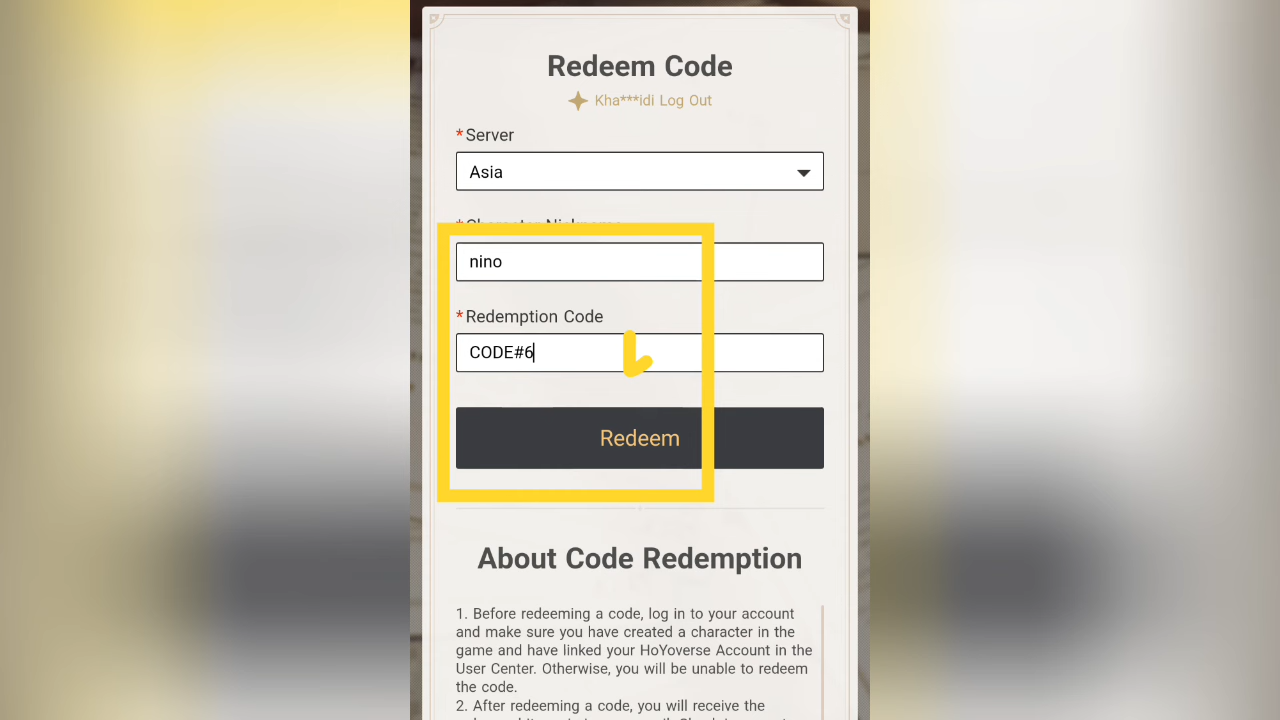 Redeem Code
Kha***idi Log Out
*Server
Asia
*Character Nickname
nino
*Redemption Code
CODE#6
Redeem
About Code Redemption
1. Before redeeming a code, log in to your account
and make sure you have created a character in the
game and have linked your HoYoverse Account in the
User Center. Otherwise, you will be unable to redeem
the code.
2. After redeeming a code, you will receive the